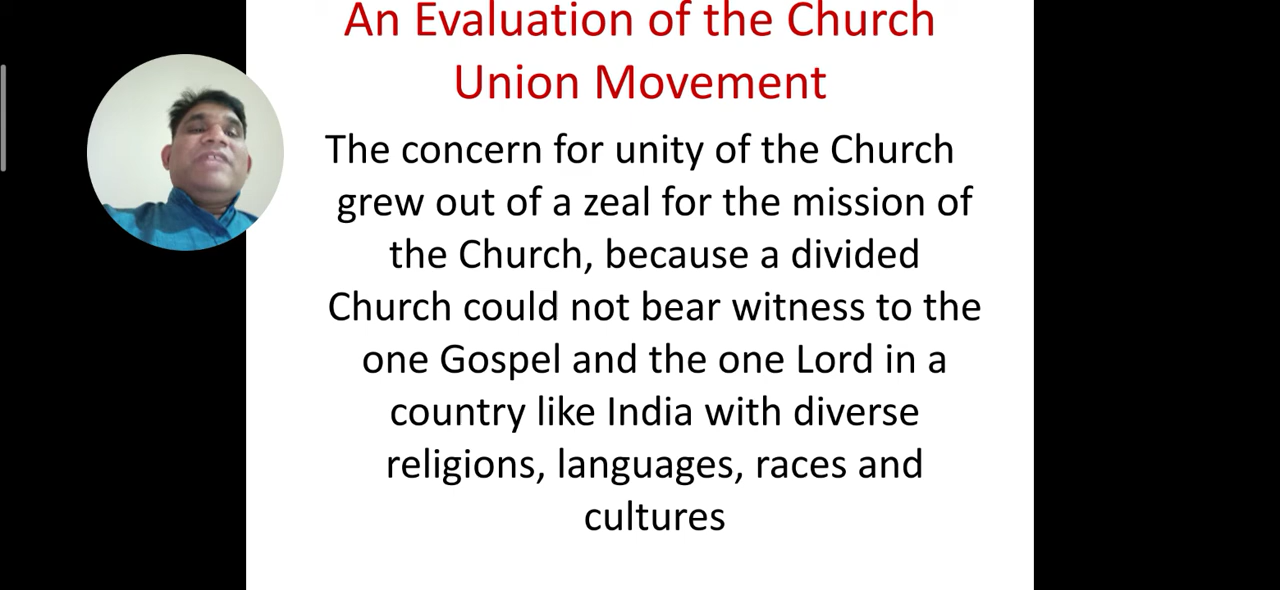 An Evaluation of the Church
Union Movement
The concern for unity of the Church
grew out of a zeal for the mission of
the Church, because a divided
Church could not bear witness to the
one Gospel and the one Lord in a
country like India with diverse
religions, languages, races and
cultures